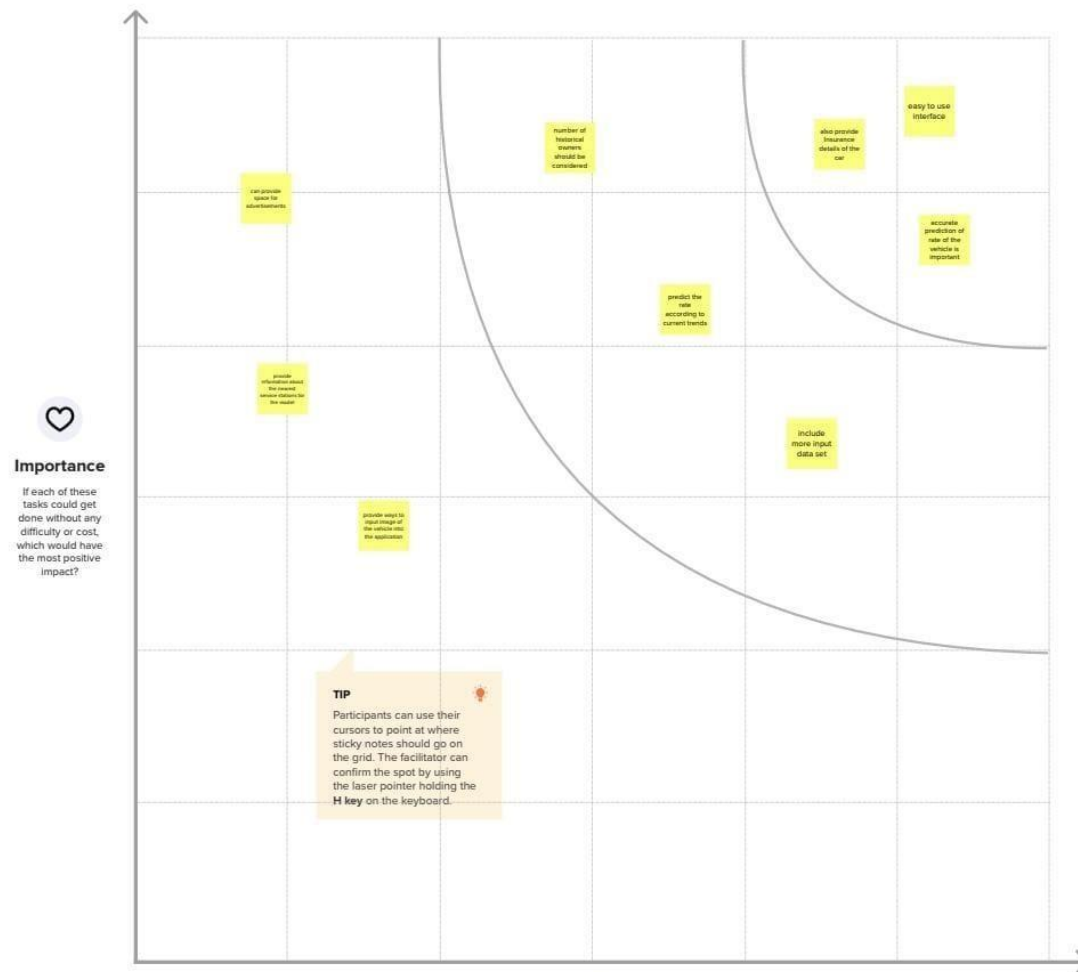 easy to use
interface
number of
historical
owners
should be
considered
also provide
Insurance
details of the
car
can provide
space for
advertisements
accurate
prediction of
rate of the
vehicle is
important
predict the
rate
according to
current trends
provide
information about
the nearest
service stations for
the model
include
more input
data set
Importance
If each of these
tasks could get
done without any
difficulty or cost,
which would have
the most positive
impact?
provide ways to
input image of
the vehicle into
the application
TIP
Participants can use their
cursors to point at where
sticky notes should go on
the grid. The facilitator can
confirm the spot by using
the laser pointer holding the
H key on the keyboard.